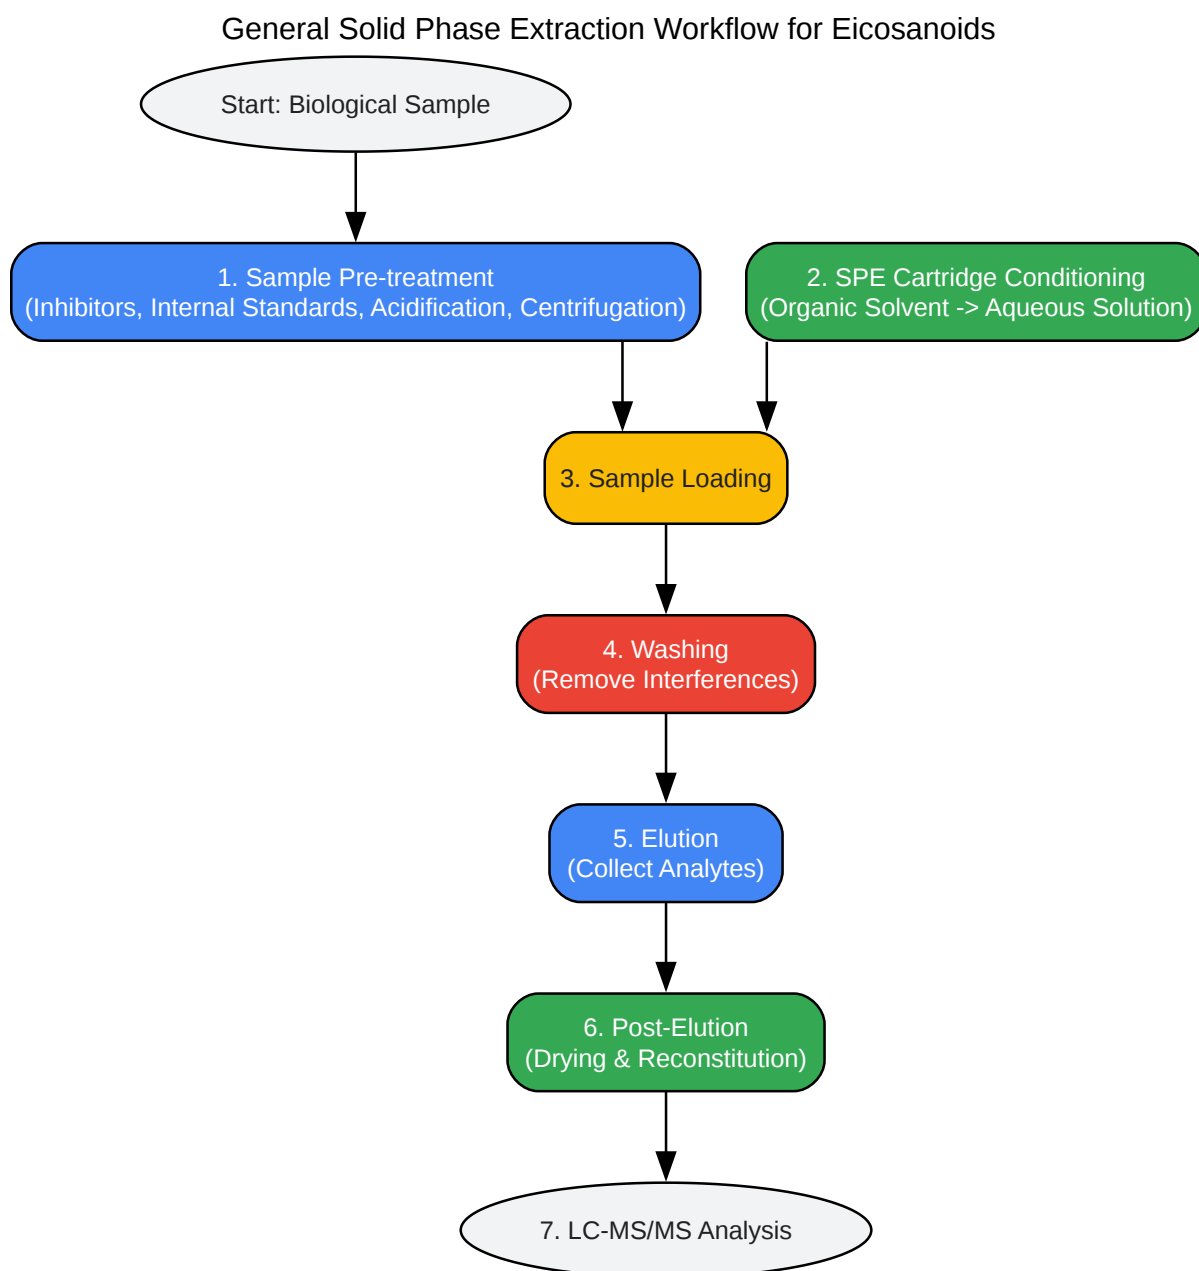 General Solid Phase Extraction Workflow for Eicosanoids
Start: Biological Sample
1. Sample Pre-treatment
(Inhibitors, Internal Standards, Acidification, Centrifugation)
2. SPE Cartridge Conditioning
(Organic Solvent -> Aqueous Solution)
3. Sample Loading
4. Washing
(Remove Interferences)
5. Elution
(Collect Analytes)
6. Post-Elution
(Drying & Reconstitution)
7. LC-MS/MS Analysis